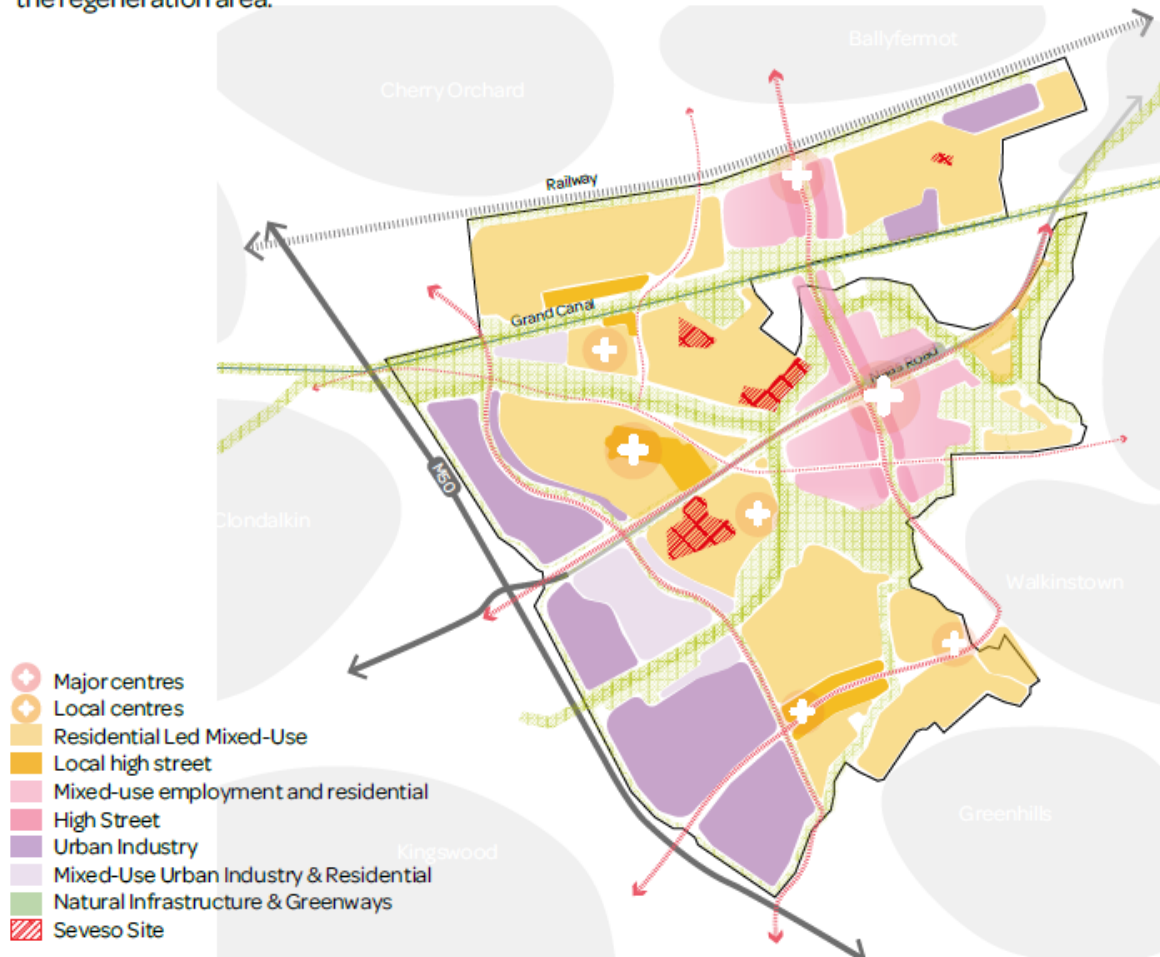 the regeneration area.
Ballyfermot
Cherry Orchard
Railway
Grand Canal
Naas Road
M50
Clondalkin
Walkinstown
Greenhills
Kingswood
Major centres
Local centres
Residential Led Mixed-Use
Local high street
Mixed-use employment and residential
High Street
Urban Industry
Mixed-Use Urban Industry & Residential
Natural Infrastructure & Greenways
Seveso Site